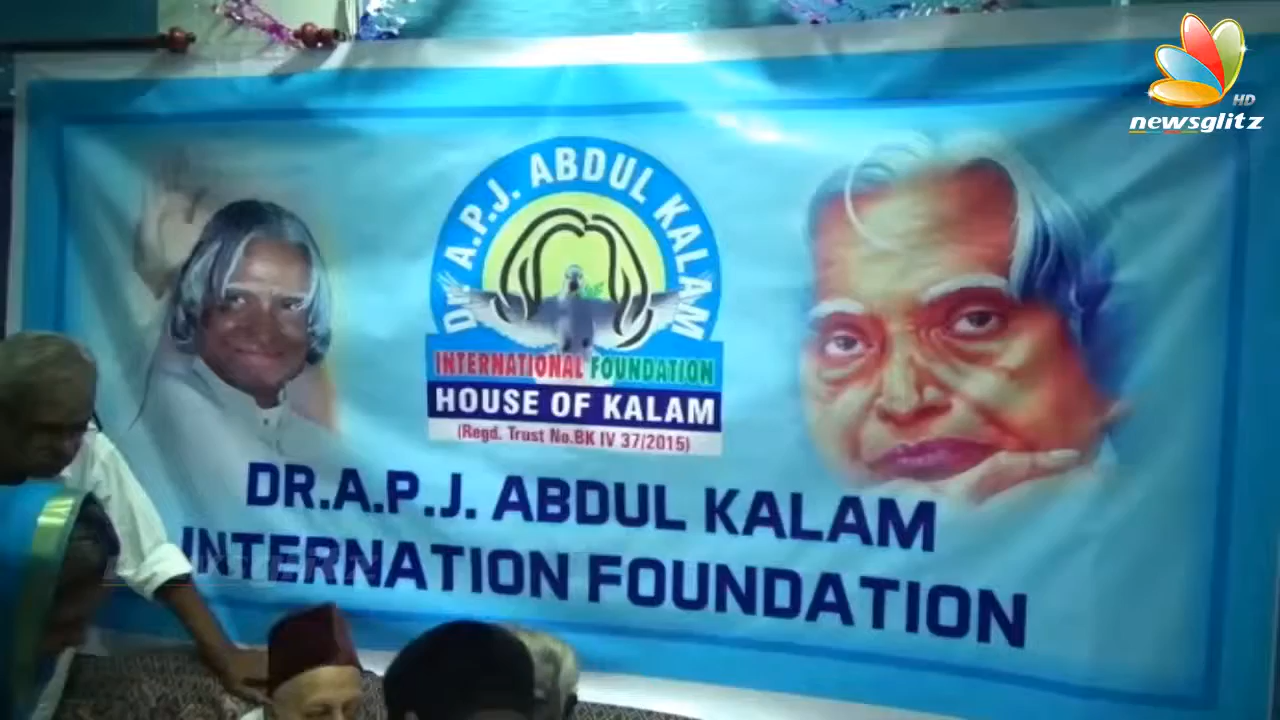 HD
newsglitz
DR. A.P.J. ABDUL KALAM
INTERNATIONAL FOUNDATION
HOUSE OF KALAM
(Regd. Trust No.BK IV 37/2015)
DR.A.P.J. ABDUL KALAM
INTERNATION FOUNDATION